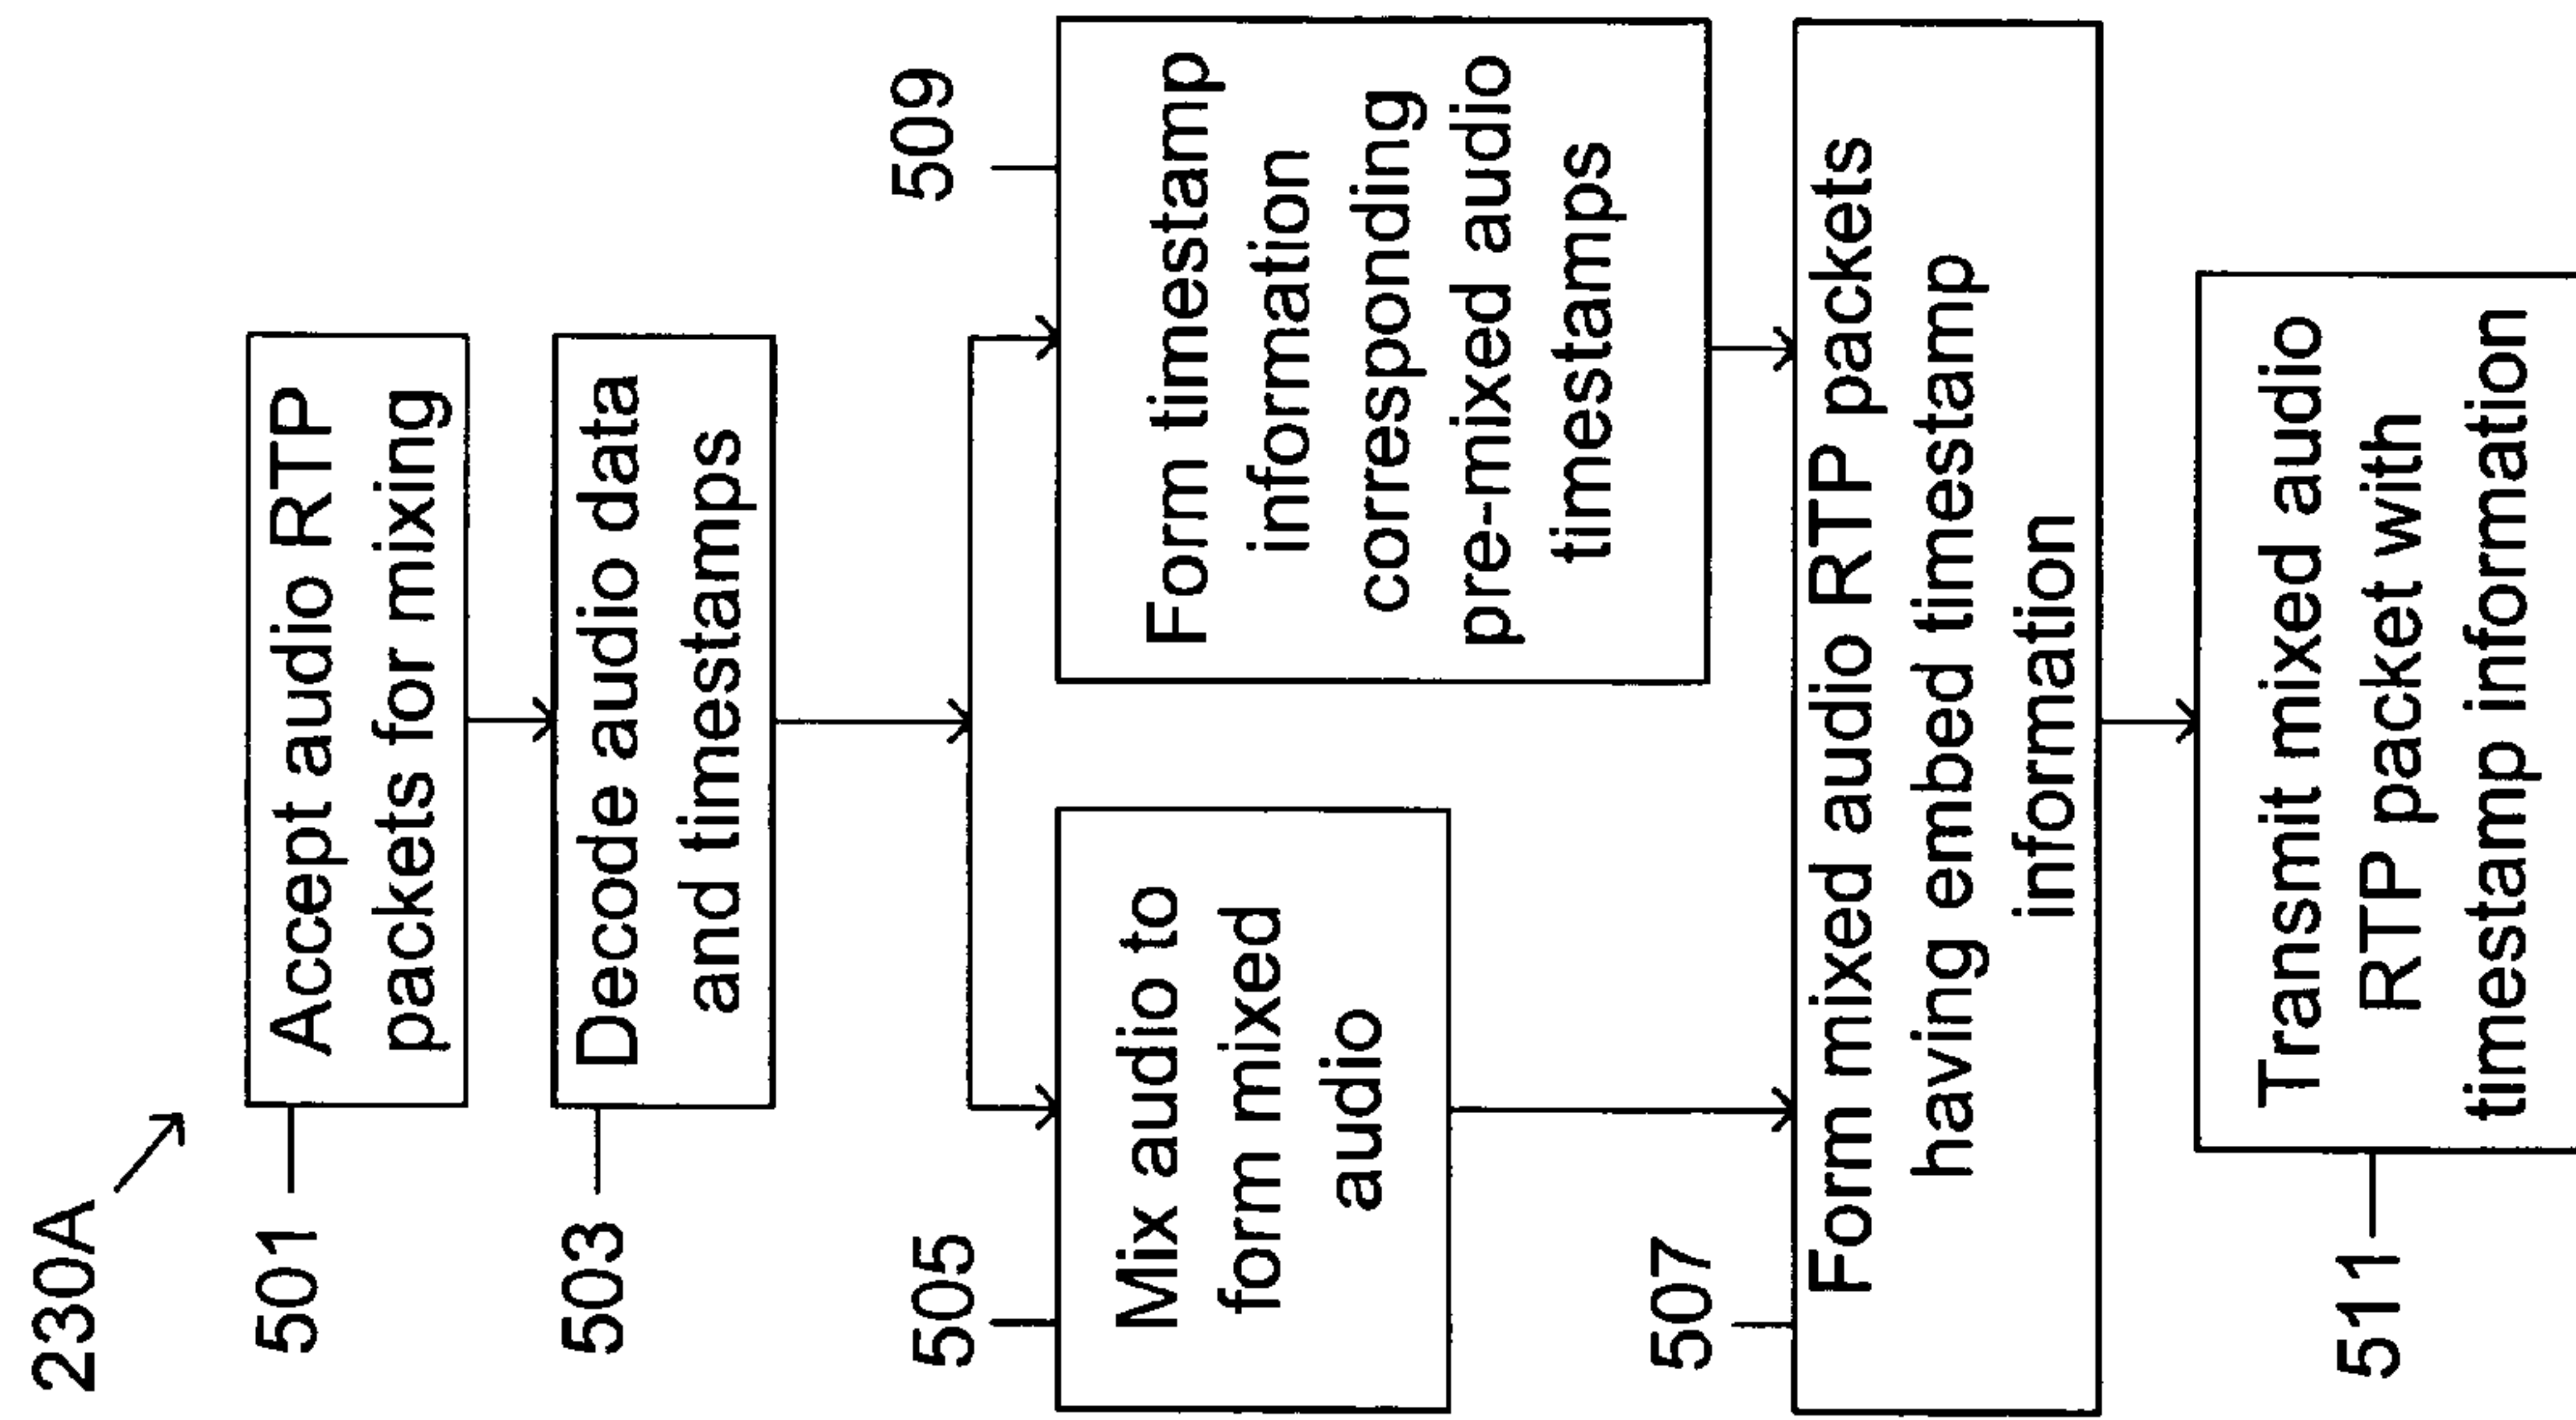 230A
501
Accept audio RTP
packets for mixing
503
Decode audio data
and timestamps
505
Mix audio to
form mixed
audio
509
Form timestamp
information
corresponding
pre-mixed audio
timestamps
507
Form mixed audio RTP packets
having embed timestamp
information
511
Transmit mixed audio
RTP packet with
timestamp information